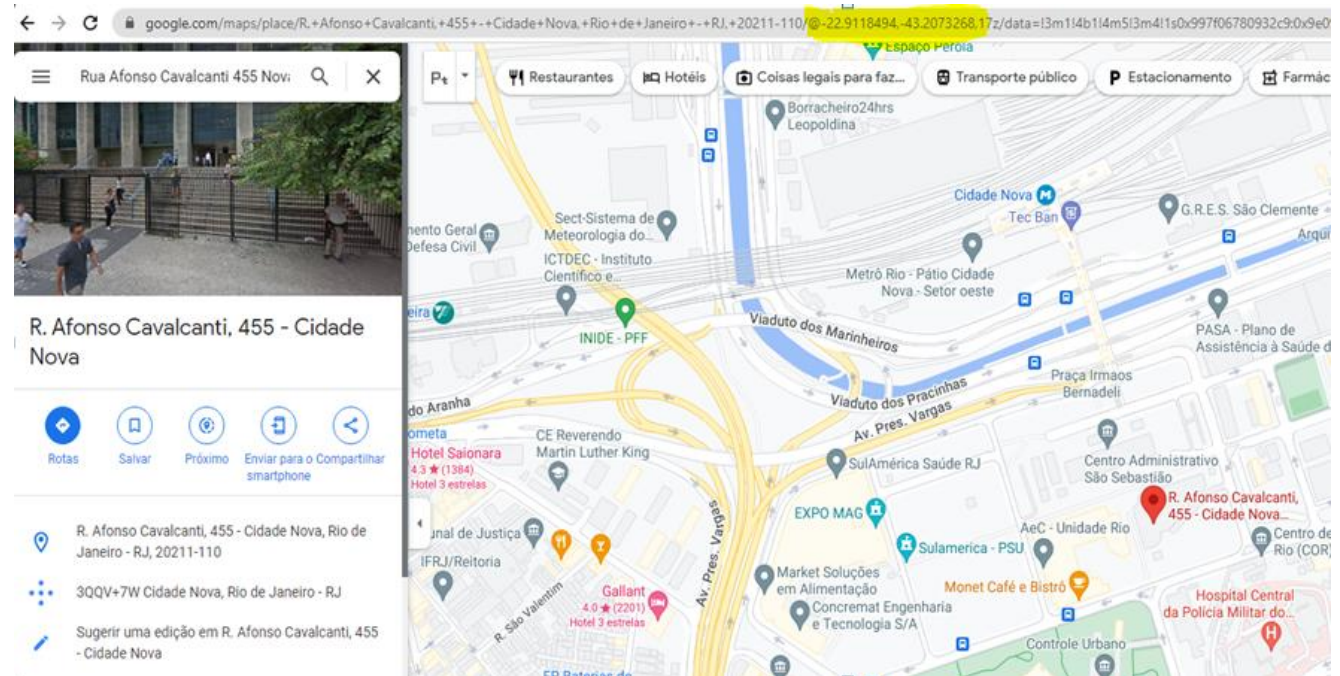 google.com/maps/place/R.+Afonso+Cavalcanti,+455+-+Cidade+Nova,+Rio+de+Janeiro+-+RJ,+20211-110/@-22.9118494,-43.2073268,17z/data=!3m1!4b1!4m5!3m4!1s0x997f06780932c9:0x9e0
Rua Afonso Cavalcanti 455 Nov
Restaurantes
Hotéis
Coisas legais para faz...
Transporte público
P Estacionamento
Farmác
Espaço Perola
Borracheiro24hrs
Leopoldina
Cidade Nova
Tec Ban
G.R.E.S. São Clemente
Arqui
Sect-Sistema de
Meteorologia do...
mento Geral
Defesa Civil
ICTDEC - Instituto
Científico e...
Metrô Rio - Pátio Cidade
Nova - Setor oeste
eira
INIDE - PFF
Viaduto dos Marinheiros
PASA - Plano de
Assistência à Saúde d
Praça Irmaos
Bernadeli
Viaduto dos Pracinhas
Av. Pres. Vargas
do Aranha
ometa
Hotel Saionara
4.3 ★ (1384)
Hotel 3 estrelas
CE Reverendo
Martin Luther King
SulAmérica Saúde RJ
Centro Administrativo
São Sebastião
R. Afonso Cavalcanti,
455 - Cidade Nova...
EXPO MAG
AeC - Unidade Rio
Centro de
Rio (COR)
unal de Justiça
Sulamerica - PSU
IFRJ/Reitoria
Av. Pres. Vargas
Market Soluções
em Alimentação
Monet Café e Bistrô
Hospital Central
da Polícia Militar do...
H
Gallant
4.0 ★ (2201)
Hotel 3 estrelas
R. São Valentim
Concremat Engenharia
e Tecnologia S/A
Controle Urbano
R. Afonso Cavalcanti, 455 - Cidade
Nova
Rotas
Salvar
Próximo
Enviar para o
smartphone
Compartilhar
R. Afonso Cavalcanti, 455 - Cidade Nova, Rio de
Janeiro - RJ, 20211-110
3QQV+7W Cidade Nova, Rio de Janeiro - RJ
Sugerir uma edição em R. Afonso Cavalcanti, 455
- Cidade Nova